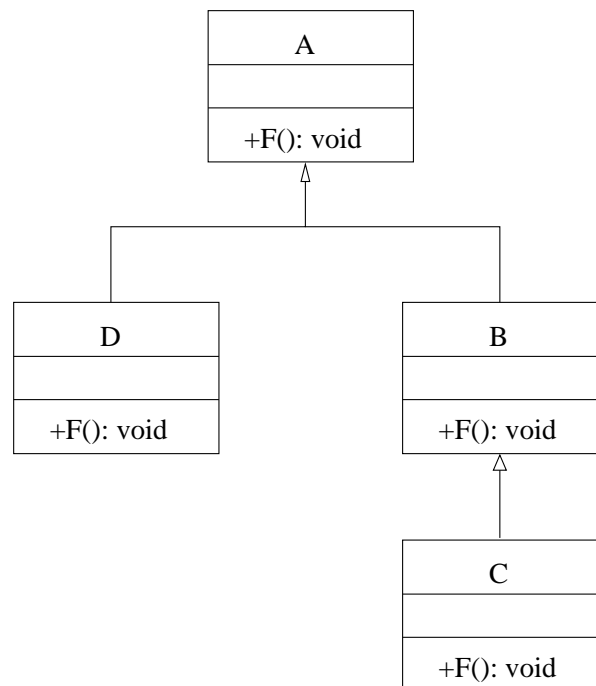 A
+F(): void
D
B
+F(): void
+F(): void
C
+F(): void